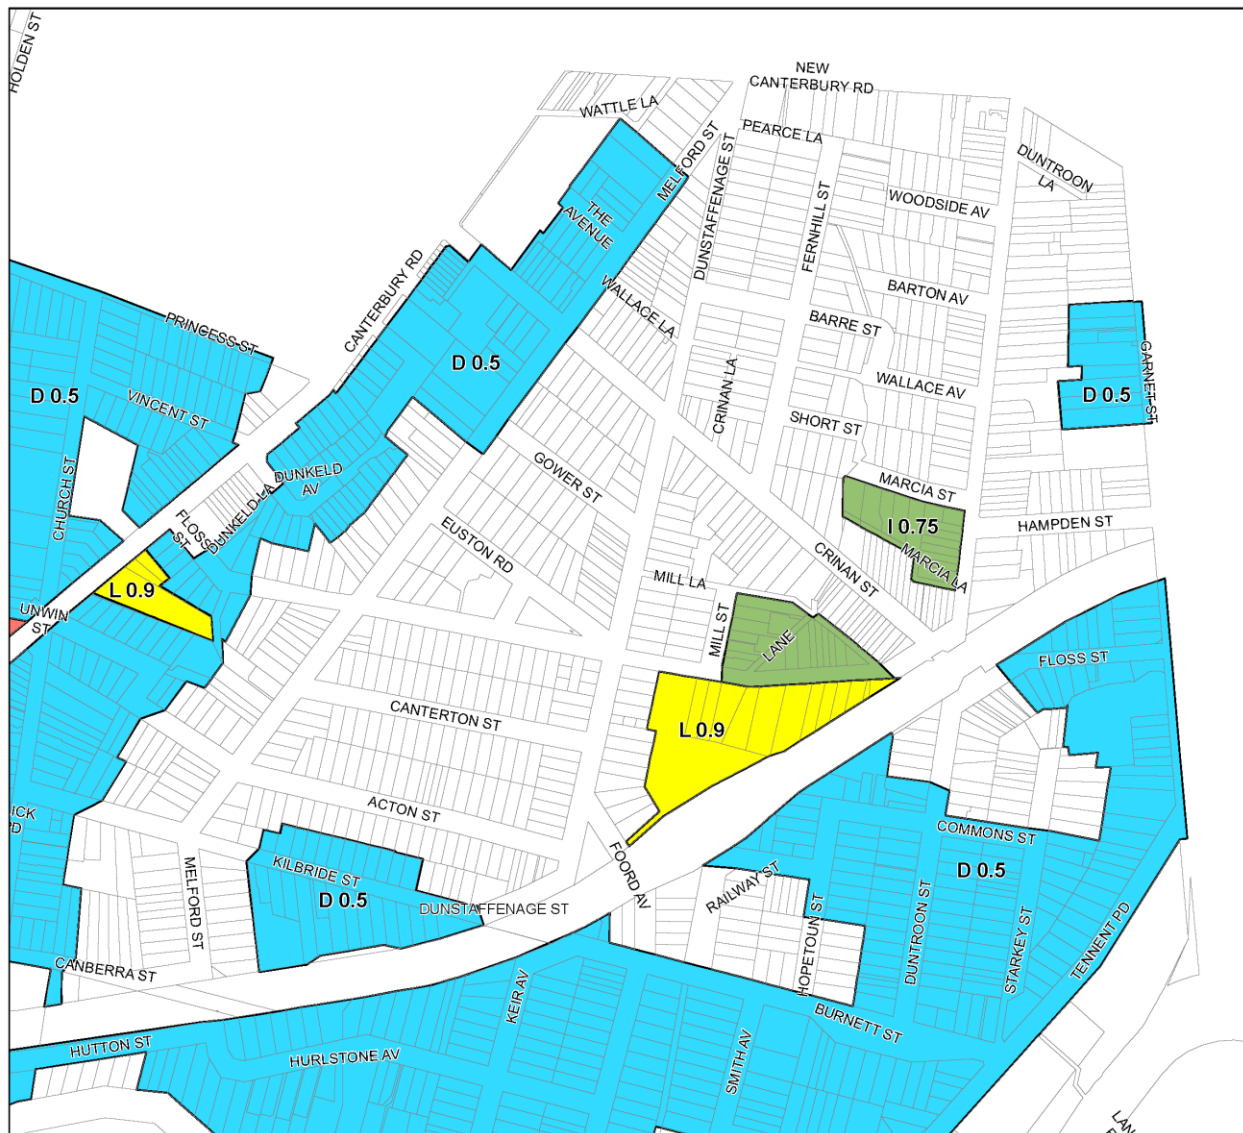 HOLDEN ST
NEW
CANTERBURY RD
WATTLE LA
PEARCE LA
MELFORD ST
DUNSTAFFENAGE ST
DUNTROON
LA
WOODSIDE AV
FERNHILL ST
THE
AVENUE
CANTERBURY RD
WALLACE LA
BARTON AV
BARRE ST
PRINCESS ST
D 0.5
D 0.5
VINCENT ST
CRINAN LA
WALLACE AV
D 0.5
GARNET ST
SHORT ST
GOWER ST
DUNKELD
AV
DUNKELD LA
FLOSS
ST
CHURCH ST
MARCIA ST
I 0.75
MARCIA LA
HAMPDEN ST
EUSTON RD
CRINAN ST
MILL LA
L 0.9
UNWIN
ST
MILL ST
LANE
FLOSS ST
CANTERTON ST
L 0.9
ACTON ST
ICK
COMMONS ST
D 0.5
KILBRIDE ST
D 0.5
DUNSTAFFENAGE ST
FOORD AV
RAILWAY ST
MELFORD ST
HOPETOUN ST
DUNTROON ST
STARKEY ST
TENNENT PD
CANBERRA ST
KEIR AV
BURNETT ST
HUTTON ST
HURLSTONE AV
SMITH AV